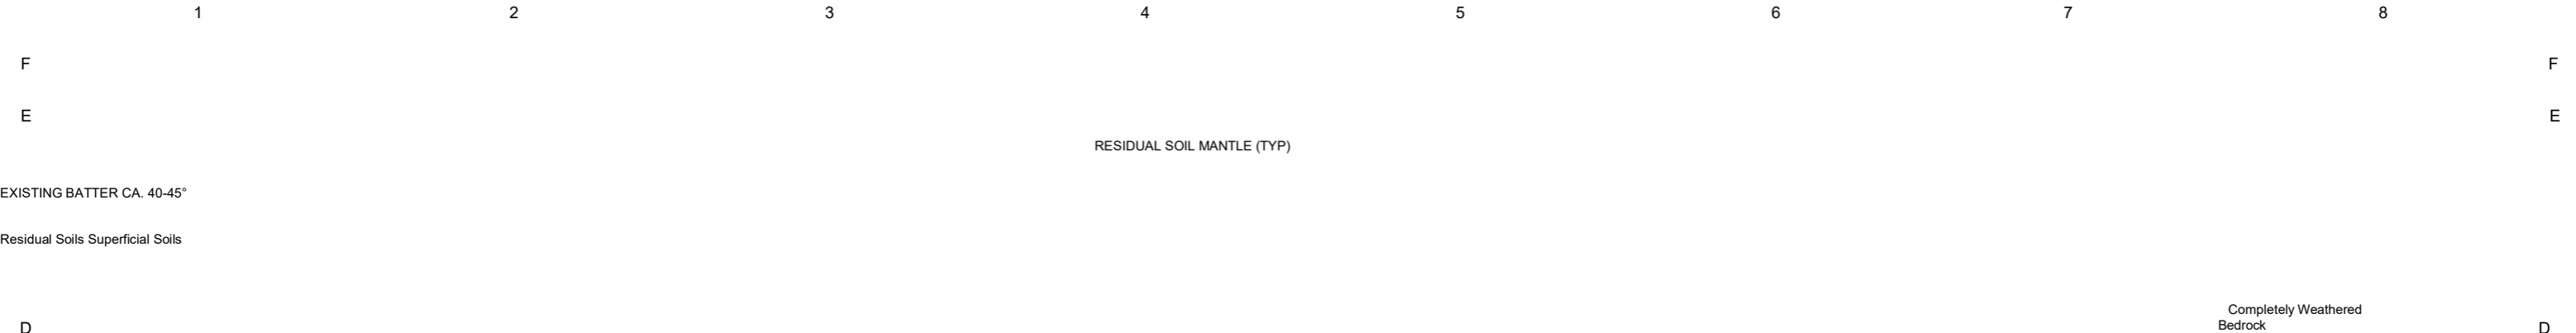 1 2 3 4 5 6 7 8
F F
E E
RESIDUAL SOIL MANTLE (TYP)
EXISTING BATTER CA. 40-45°
Residual Soils Superficial Soils
Completely Weathered
Bedrock
D D